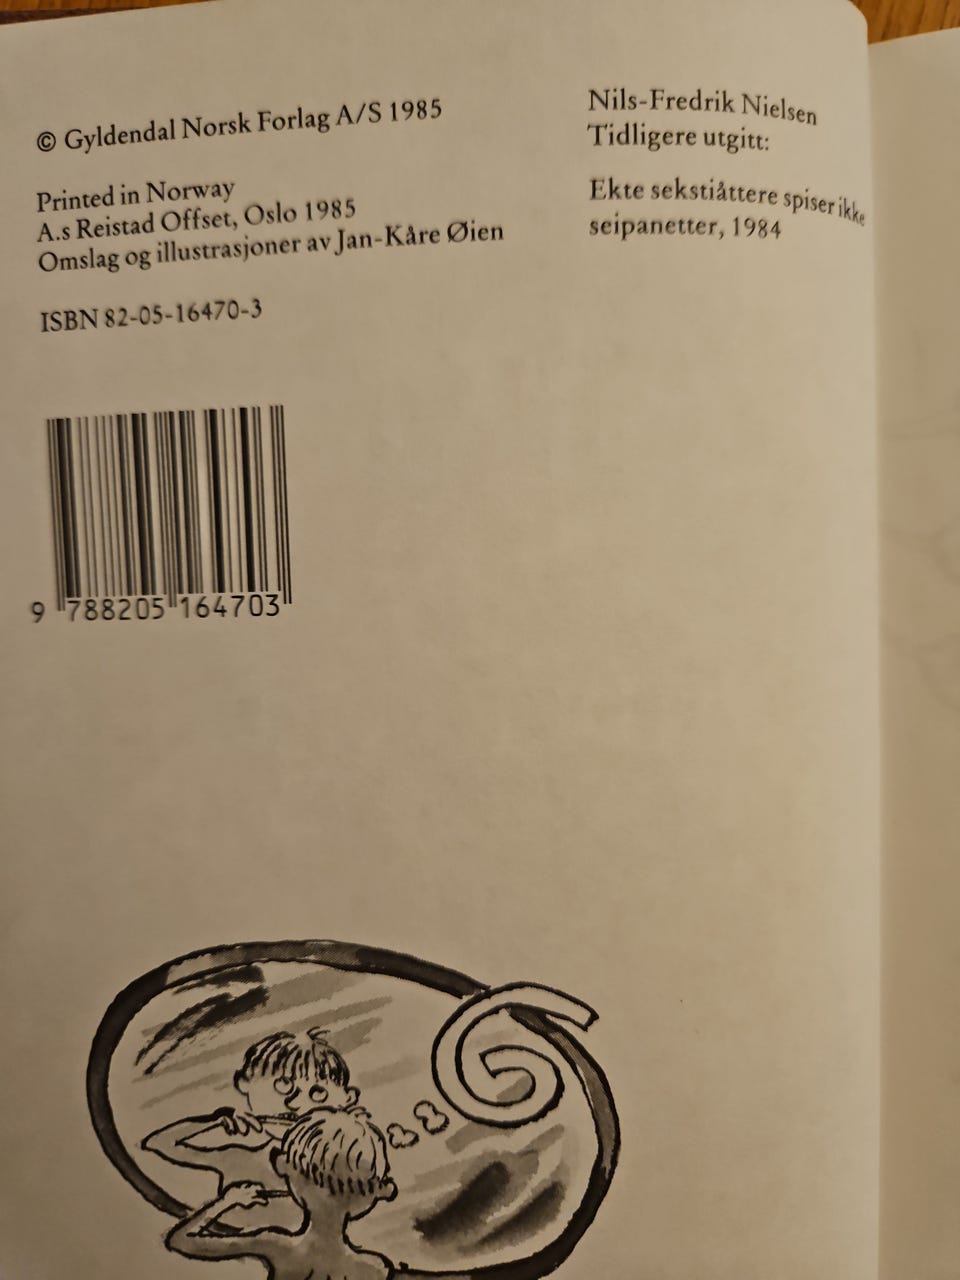 © Gyldendal Norsk Forlag A/S 1985
Printed in Norway
A.s Reistad Offset, Oslo 1985
Omslag og illustrasjoner av Jan-Kåre Øien
ISBN 82-05-16470-3
9 788205 164703
Nils-Fredrik Nielsen
Tidligere utgitt:
Ekte sekstiåttere spiser ikke
seipanetter, 1984